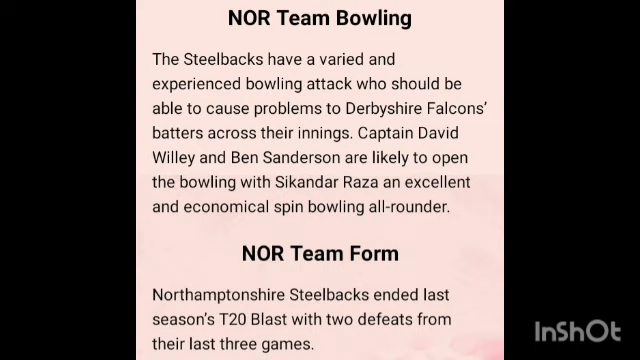 NOR Team Bowling
The Steelbacks have a varied and
experienced bowling attack who should be
able to cause problems to Derbyshire Falcons’
batters across their innings. Captain David
Willey and Ben Sanderson are likely to open
the bowling with Sikandar Raza an excellent
and economical spin bowling all-rounder.
NOR Team Form
Northamptonshire Steelbacks ended last
season’s T20 Blast with two defeats from
their last three games.
InShOt